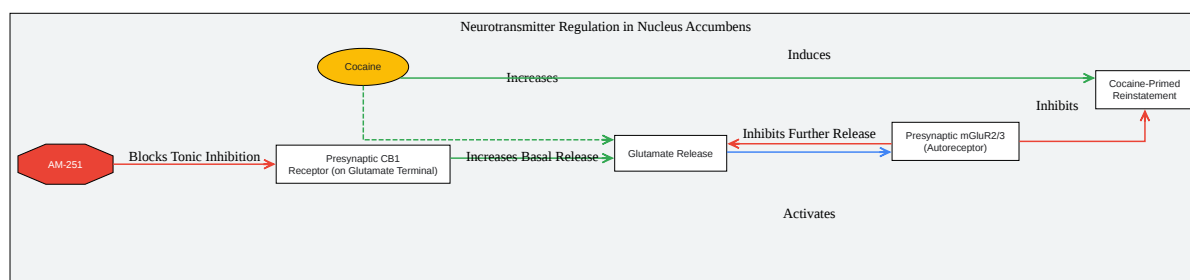 Neurotransmitter Regulation in Nucleus Accumbens
Induces
Cocaine
Increases
Cocaine-Primed
Reinstatement
Inhibits
AM-251
Blocks Tonic Inhibition
Presynaptic CB1
Receptor (on Glutamate Terminal)
Increases Basal Release
Glutamate Release
Inhibits Further Release
Presynaptic mGluR2/3
(Autoreceptor)
Activates